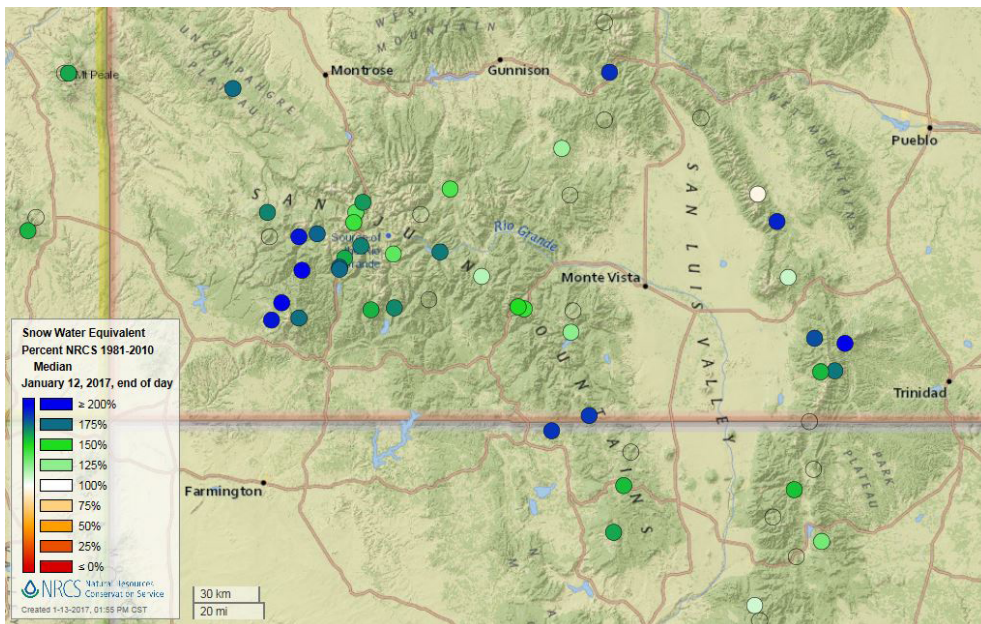 WEST
MOUNTAIN
UNCOMPAHGRE
PLATEAU
Mt Peale
Montrose
Gunnison
WET MOUNTAINS
Pueblo
SAN JUAN MOUNTAINS
SAN LUIS VALLEY
Source of
Rio Grande
Monte Vista
Trinidad
PARK
PLATEAU
Farmington
Snow Water Equivalent
Percent NRCS 1981-2010
Median
January 12, 2017, end of day
≥ 200%
175%
150%
125%
100%
75%
50%
25%
≤ 0%
NRCS Natural Resources
Conservation Service
Created 1-13-2017, 01:55 PM CST
30 km
20 mi